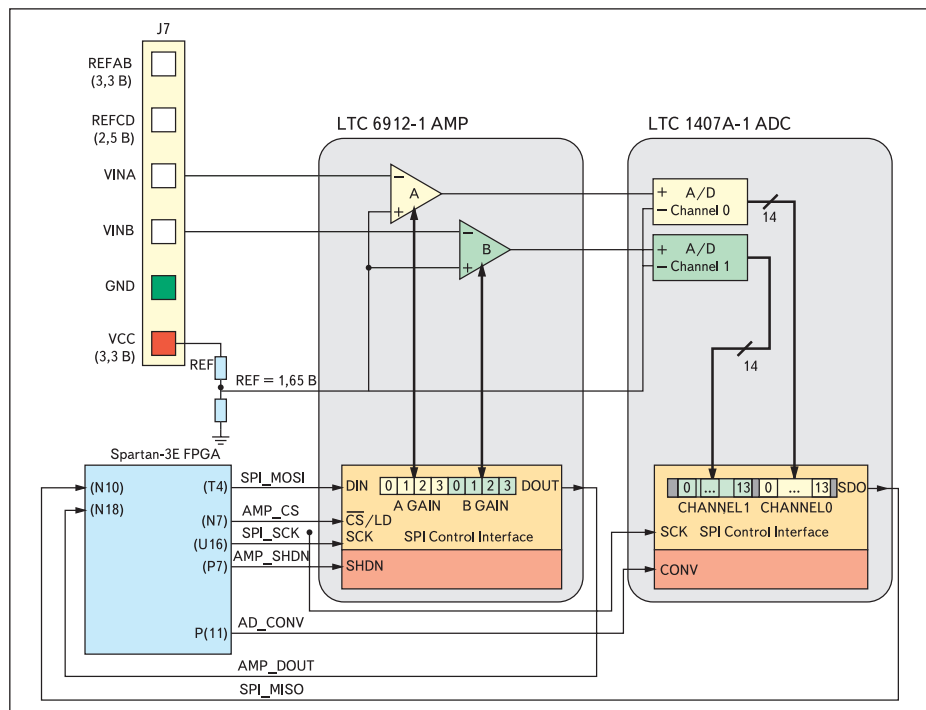 J7
REFAB
(3,3 В)
REFCD
(2,5 В)
VINA
VINB
GND
VCC
(3,3 В)
REF
REF = 1,65 В
LTC 6912-1 AMP
A
B
LTC 1407A-1 ADC
+ A/D
− Channel 0
14
+ A/D
− Channel 1
14
Spartan-3E FPGA
(N10)
(N18)
(T4)
(N7)
(U16)
(P7)
P(11)
SPI_MOSI
AMP_CS
SPI_SCK
AMP_SHDN
AD_CONV
AMP_DOUT
SPI_MISO
DIN
0 1 2 3 0 1 2 3
DOUT
A GAIN B GAIN
CS/LD
SCK
SPI Control Interface
SHDN
0 ... 13 0 ... 13
SDO
CHANNEL1 CHANNEL0
SCK
SPI Control Interface
CONV